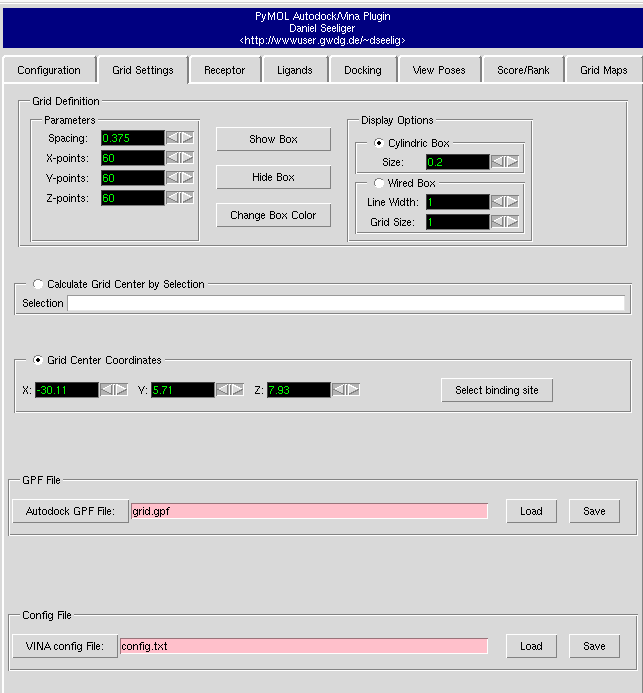 PyMOL Autodock/Vina Plugin
Daniel Seeliger
<http://wwwuser.gwdg.de/~dseelig>
Configuration Grid Settings Receptor Ligands Docking View Poses Score/Rank Grid Maps
Grid Definition
Parameters
Spacing: 0.375
X-points: 60
Y-points: 60
Z-points: 60
Show Box
Hide Box
Change Box Color
Display Options
Cylindric Box
Size: 0.2
Wired Box
Line Width: 1
Grid Size: 1
Calculate Grid Center by Selection
Selection
Grid Center Coordinates
X: -30.11 Y: 5.71 Z: 7.93 Select binding site
GPF File
Autodock GPF File: grid.gpf Load Save
Config File
VINA config File: config.txt Load Save